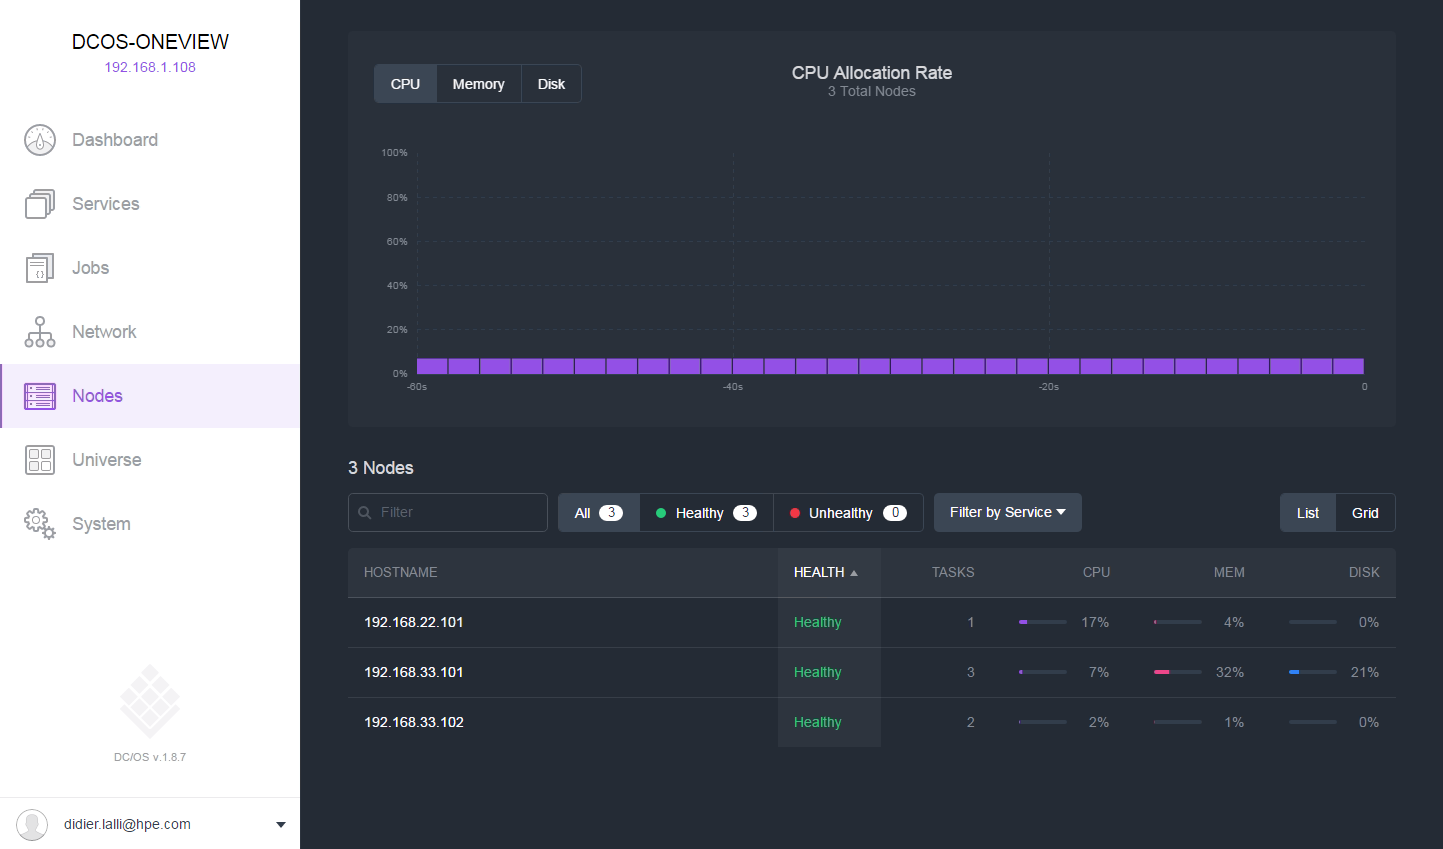 DCOS-ONEVIEW
192.168.1.108
Dashboard
Services
Jobs
Network
Nodes
Universe
System
DC/OS v.1.8.7
didier.lalli@hpe.com
CPU Memory Disk
CPU Allocation Rate
3 Total Nodes
100%
80%
60%
40%
20%
0%
-60s -40s -20s 0
3 Nodes
Filter All 3 Healthy 3 Unhealthy 0 Filter by Service List Grid
HOSTNAME HEALTH TASKS CPU MEM DISK
192.168.22.101 Healthy 1 17% 4% 0%
192.168.33.101 Healthy 3 7% 32% 21%
192.168.33.102 Healthy 2 2% 1% 0%